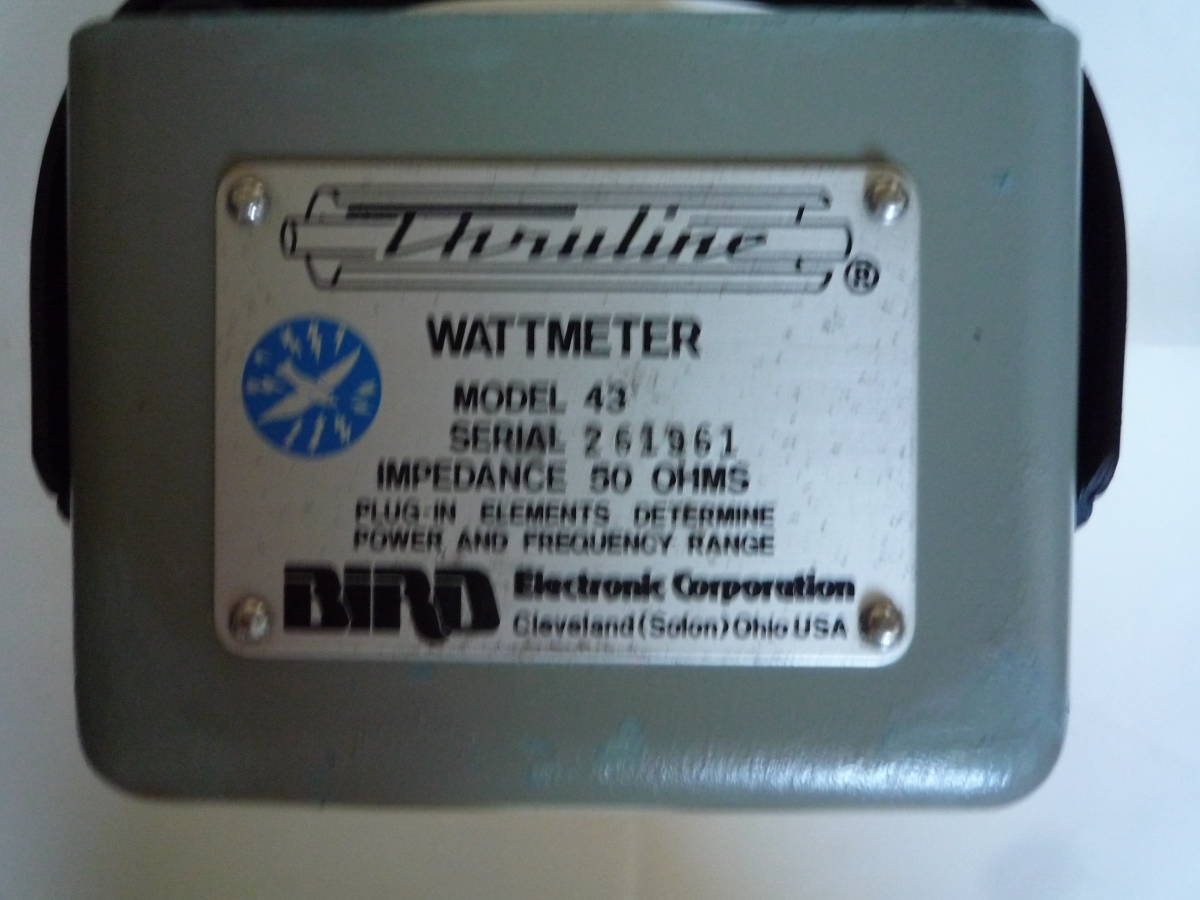 Thruline ®
WATTMETER
MODEL 43
SERIAL 261961
IMPEDANCE 50 OHMS
PLUG-IN ELEMENTS DETERMINE
POWER AND FREQUENCY RANGE
BIRD Electronic Corporation
Cleveland (Solon) Ohio USA